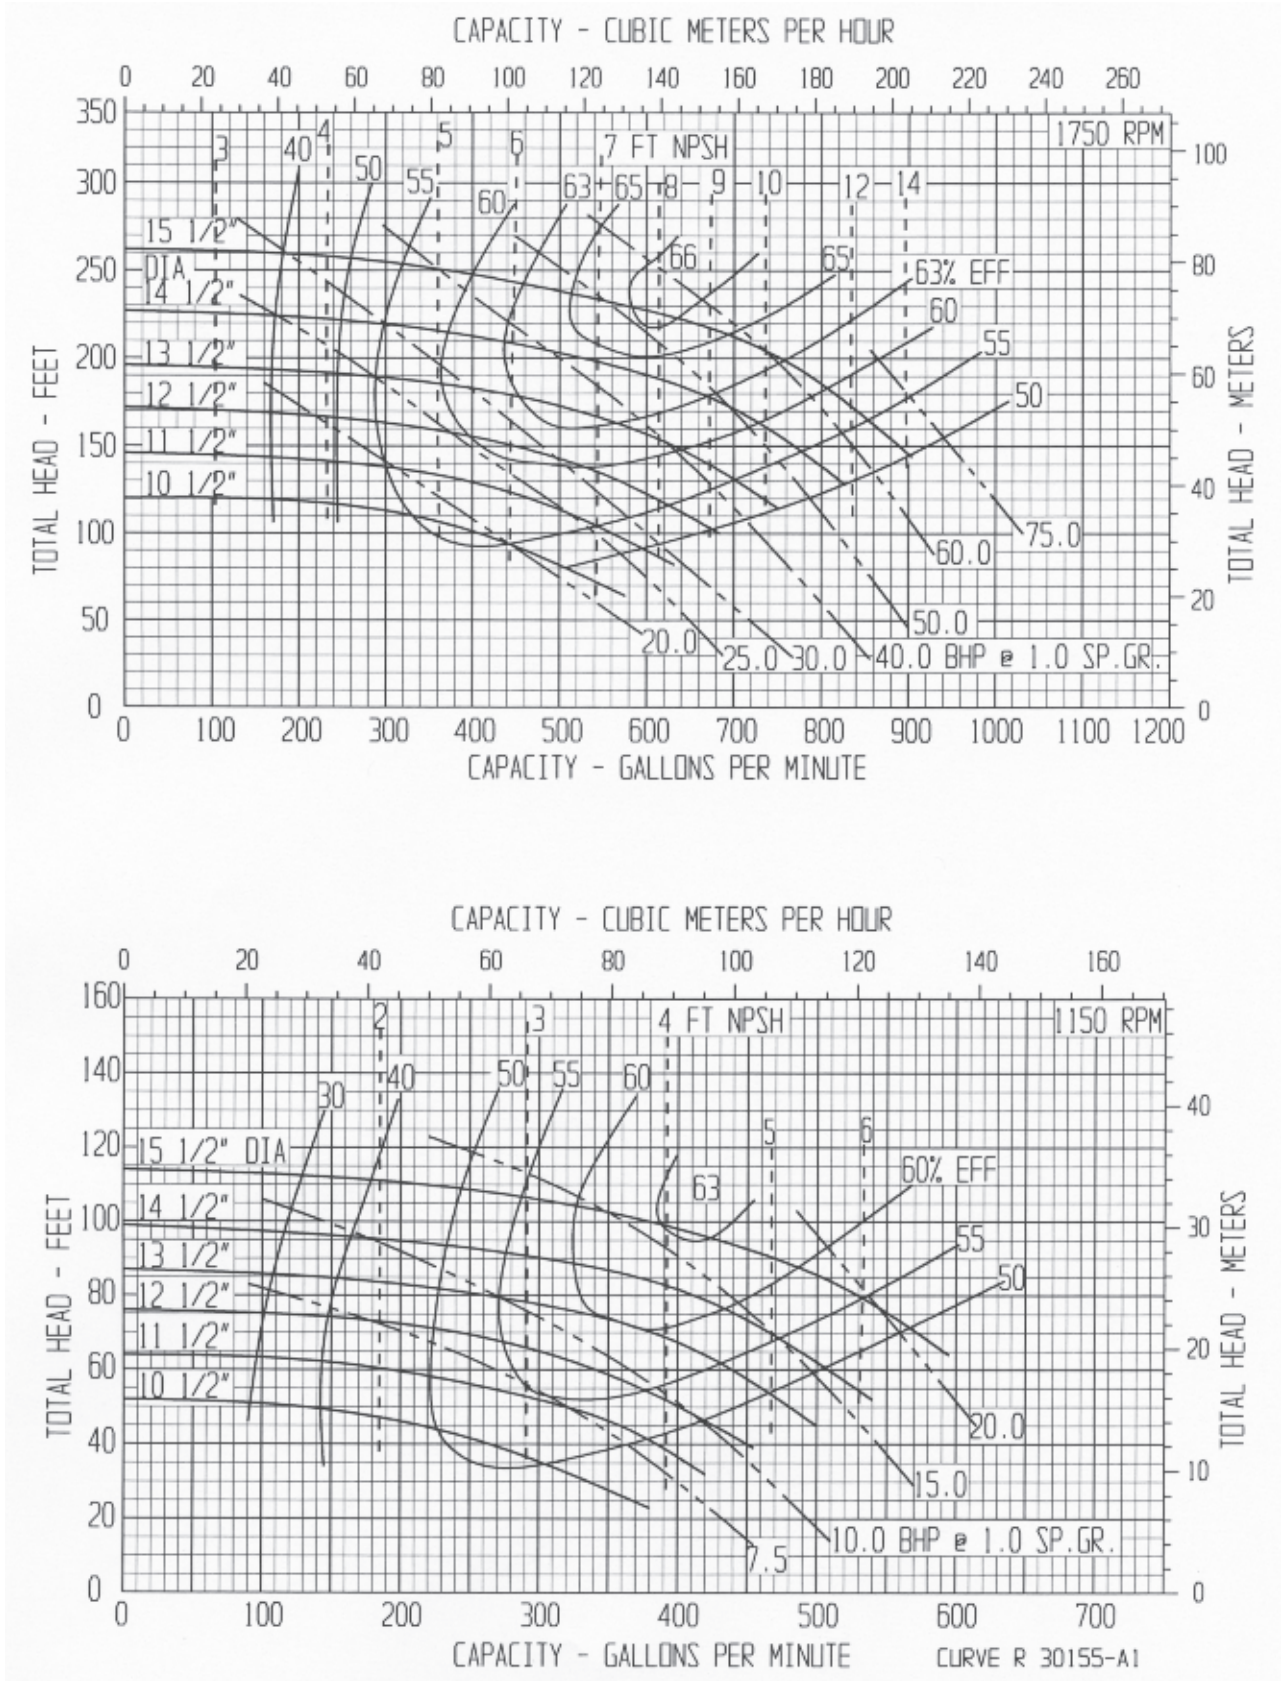 CAPACITY - CUBIC METERS PER HOUR
0 20 40 60 80 100 120 140 160 180 200 220 240 260
350 1750 RPM
3 40 4 50 55 5 60 6 63 65 7 FT NPSH 8 9 10 12 14
300
250
200
150
100
50
0
100
80
60
40
20
0
15 1/2" DIA
14 1/2"
13 1/2"
12 1/2"
11 1/2"
10 1/2"
66
65
63% EFF
60
55
50
75.0
60.0
50.0
20.0
25.0
30.0
40.0 BHP @ 1.0 SP.GR.
TOTAL HEAD - FEET
TOTAL HEAD - METERS
0 100 200 300 400 500 600 700 800 900 1000 1100 1200
CAPACITY - GALLONS PER MINUTE
CAPACITY - CUBIC METERS PER HOUR
0 20 40 60 80 100 120 140 160
160
2 3 4 FT NPSH 1150 RPM
140
120
100
80
60
40
20
0
40
30
20
10
0
30 40 50 55 60
5 6
15 1/2" DIA
14 1/2"
13 1/2"
12 1/2"
11 1/2"
10 1/2"
63
60% EFF
55
50
20.0
15.0
10.0 BHP @ 1.0 SP.GR.
7.5
TOTAL HEAD - FEET
TOTAL HEAD - METERS
0 100 200 300 400 500 600 700
CAPACITY - GALLONS PER MINUTE
CURVE R 30155-A1